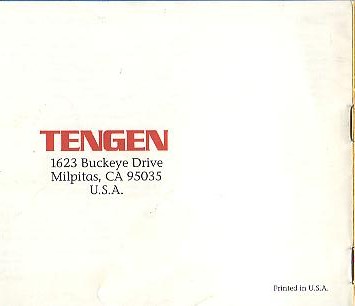 TENGEN
1623 Buckeye Drive
Milpitas, CA 95035
U.S.A.
Printed in U.S.A.